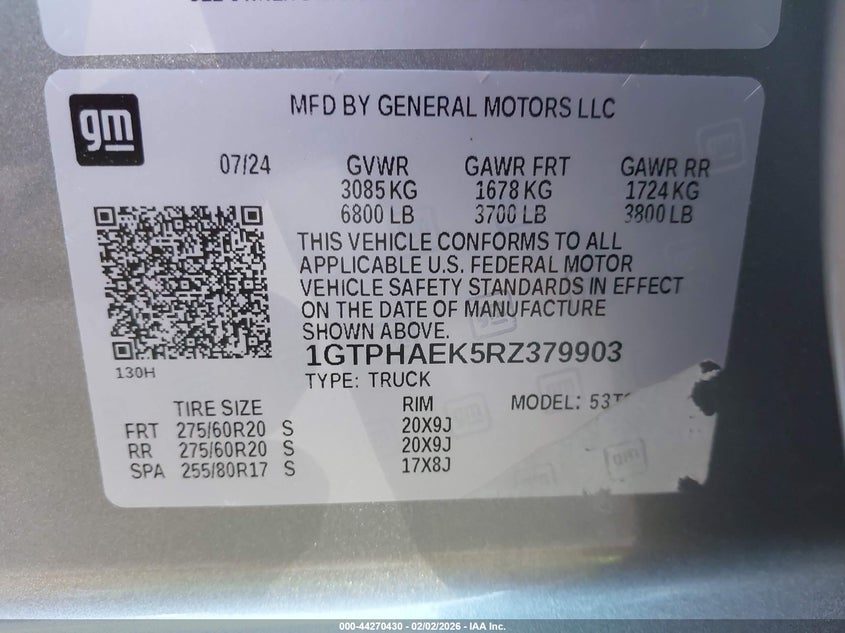 gm
MFD BY GENERAL MOTORS LLC
07/24 GVWR GAWR FRT GAWR RR
3085 KG 1678 KG 1724 KG
6800 LB 3700 LB 3800 LB
THIS VEHICLE CONFORMS TO ALL
APPLICABLE U.S. FEDERAL MOTOR
VEHICLE SAFETY STANDARDS IN EFFECT
ON THE DATE OF MANUFACTURE
SHOWN ABOVE.
1GTPHAEK5RZ379903
130H
TYPE: TRUCK
TIRE SIZE RIM MODEL:
FRT 275/60R20 S 20X9J
RR 275/60R20 S 20X9J
SPA 255/80R17 S 17X8J
000-44270430 - 02/02/2026 - IAA Inc.